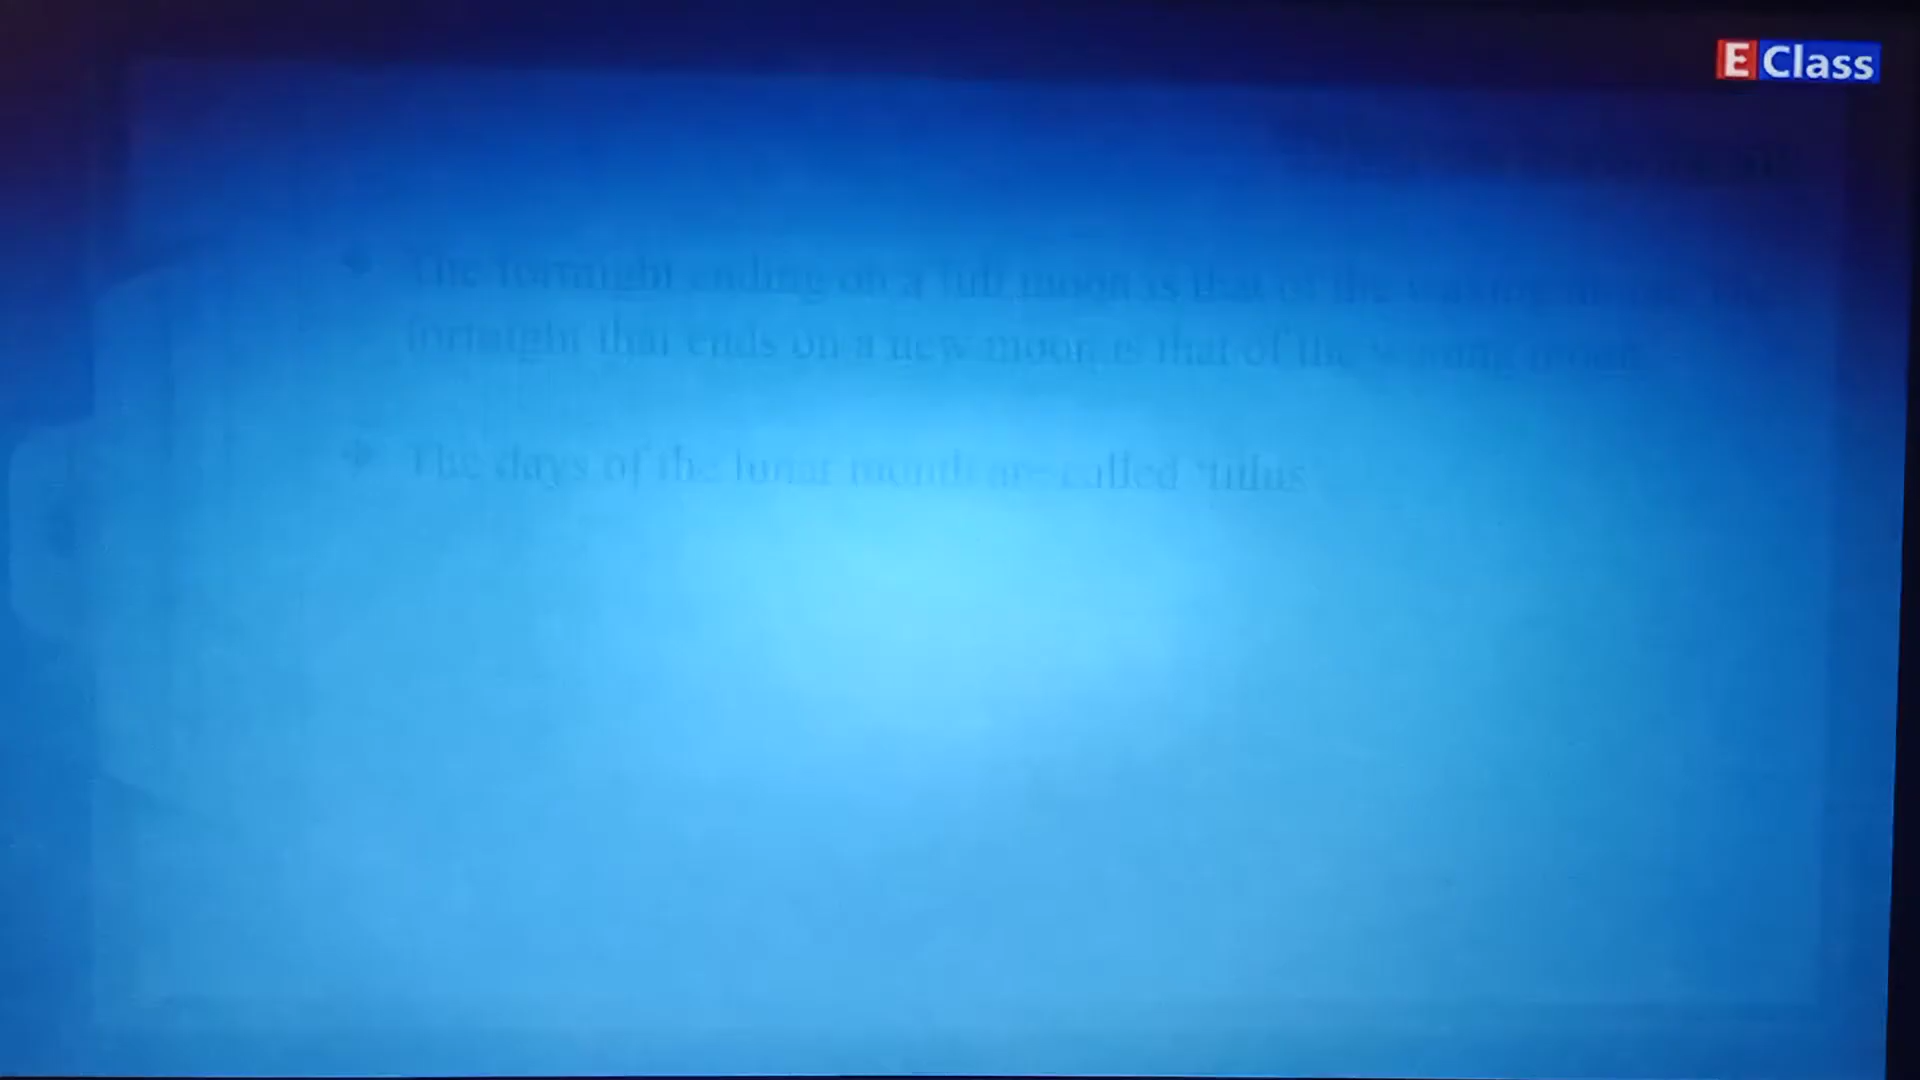 EClass
The fortnight ending on a full moon is that of the waxing moon. The
fortnight that ends on a new moon is that of the waning moon.
The days of the lunar month are called 'tithis'